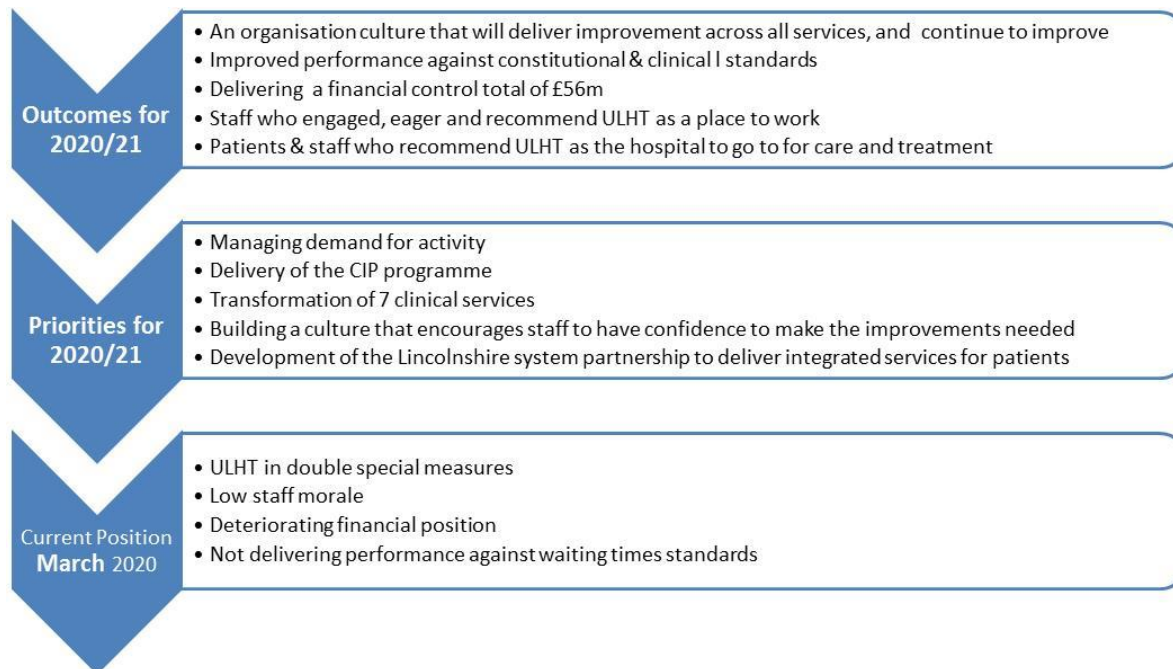 Outcomes for
2020/21
• An organisation culture that will deliver improvement across all services, and continue to improve
• Improved performance against constitutional & clinical l standards
• Delivering a financial control total of £56m
• Staff who engaged, eager and recommend ULHT as a place to work
• Patients & staff who recommend ULHT as the hospital to go to for care and treatment
Priorities for
2020/21
• Managing demand for activity
• Delivery of the CIP programme
• Transformation of 7 clinical services
• Building a culture that encourages staff to have confidence to make the improvements needed
• Development of the Lincolnshire system partnership to deliver integrated services for patients
Current Position
March 2020
• ULHT in double special measures
• Low staff morale
• Deteriorating financial position
• Not delivering performance against waiting times standards